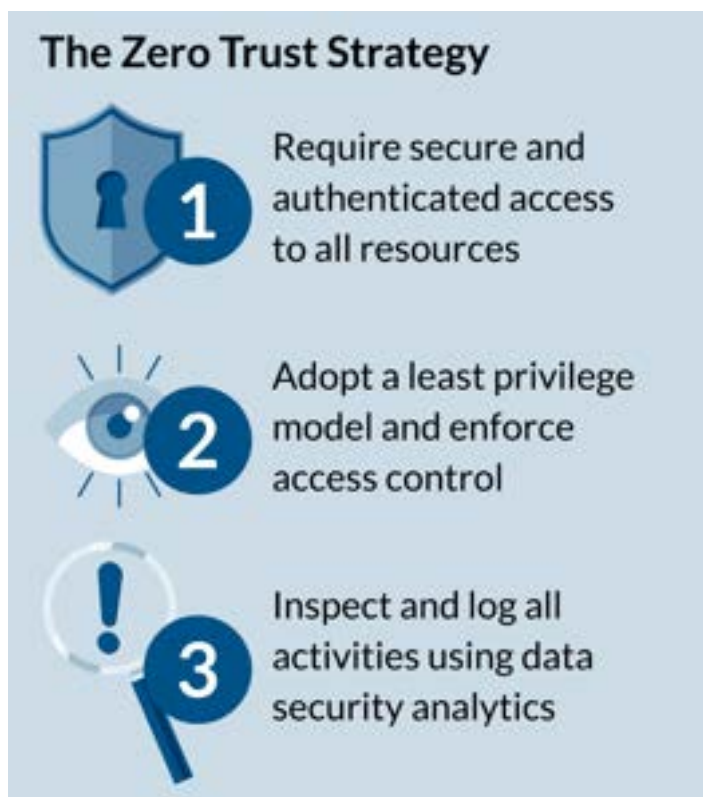 The Zero Trust Strategy
1
Require secure and
authenticated access
to all resources
2
Adopt a least privilege
model and enforce
access control
3
Inspect and log all
activities using data
security analytics